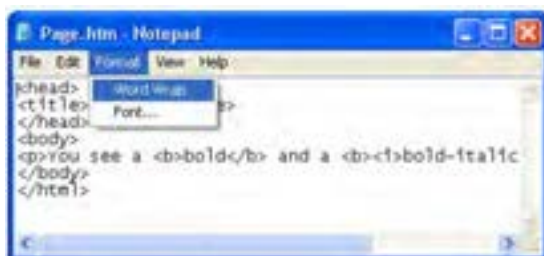 Page.htm - Notepad
File Edit Format View Help
<head>
Word Wrap
<title>
Font...
</head>
<body>
<p>You see a <b>bold</b> and a <b><i>bold-italic
</body>
</html>